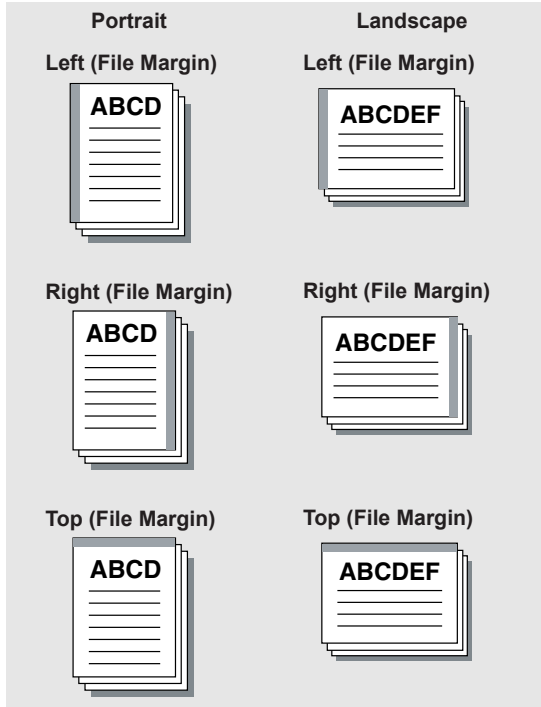 Portrait
Landscape
Left (File Margin)
Left (File Margin)
ABCD
ABCDEF
Right (File Margin)
Right (File Margin)
ABCD
ABCDEF
Top (File Margin)
Top (File Margin)
ABCD
ABCDEF